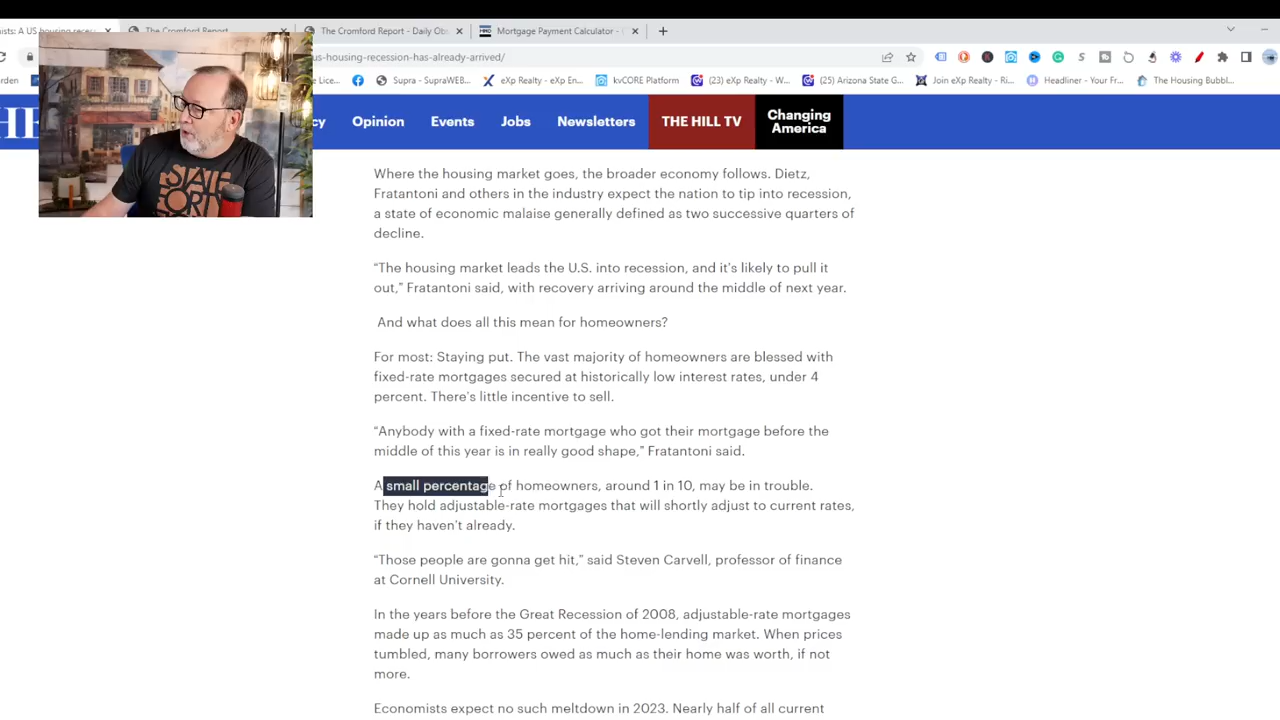 ists: A US housing rece
The Cromford Report
The Cromford Report - Daily Obs
Mortgage Payment Calculator - (
us-housing-recession-has-already-arrived/
rden
e Lice...
Supra - SupraWEB...
eXp Realty - eXp En...
kvCORE Platform
(23) eXp Realty - W...
(25) Arizona State G...
Join eXp Realty - Ri...
Headliner - Your Fr...
The Housing Bubbl...
HE
cy
Opinion
Events
Jobs
Newsletters
THE HILL TV
Changing
America
STATE
FORTY
Where the housing market goes, the broader economy follows. Dietz,
Fratantoni and others in the industry expect the nation to tip into recession,
a state of economic malaise generally defined as two successive quarters of
decline.
“The housing market leads the U.S. into recession, and it’s likely to pull it
out,” Fratantoni said, with recovery arriving around the middle of next year.
And what does all this mean for homeowners?
For most: Staying put. The vast majority of homeowners are blessed with
fixed-rate mortgages secured at historically low interest rates, under 4
percent. There’s little incentive to sell.
“Anybody with a fixed-rate mortgage who got their mortgage before the
middle of this year is in really good shape,” Fratantoni said.
A small percentage of homeowners, around 1 in 10, may be in trouble.
They hold adjustable-rate mortgages that will shortly adjust to current rates,
if they haven’t already.
“Those people are gonna get hit,” said Steven Carvell, professor of finance
at Cornell University.
In the years before the Great Recession of 2008, adjustable-rate mortgages
made up as much as 35 percent of the home-lending market. When prices
tumbled, many borrowers owed as much as their home was worth, if not
more.
Economists expect no such meltdown in 2023. Nearly half of all current